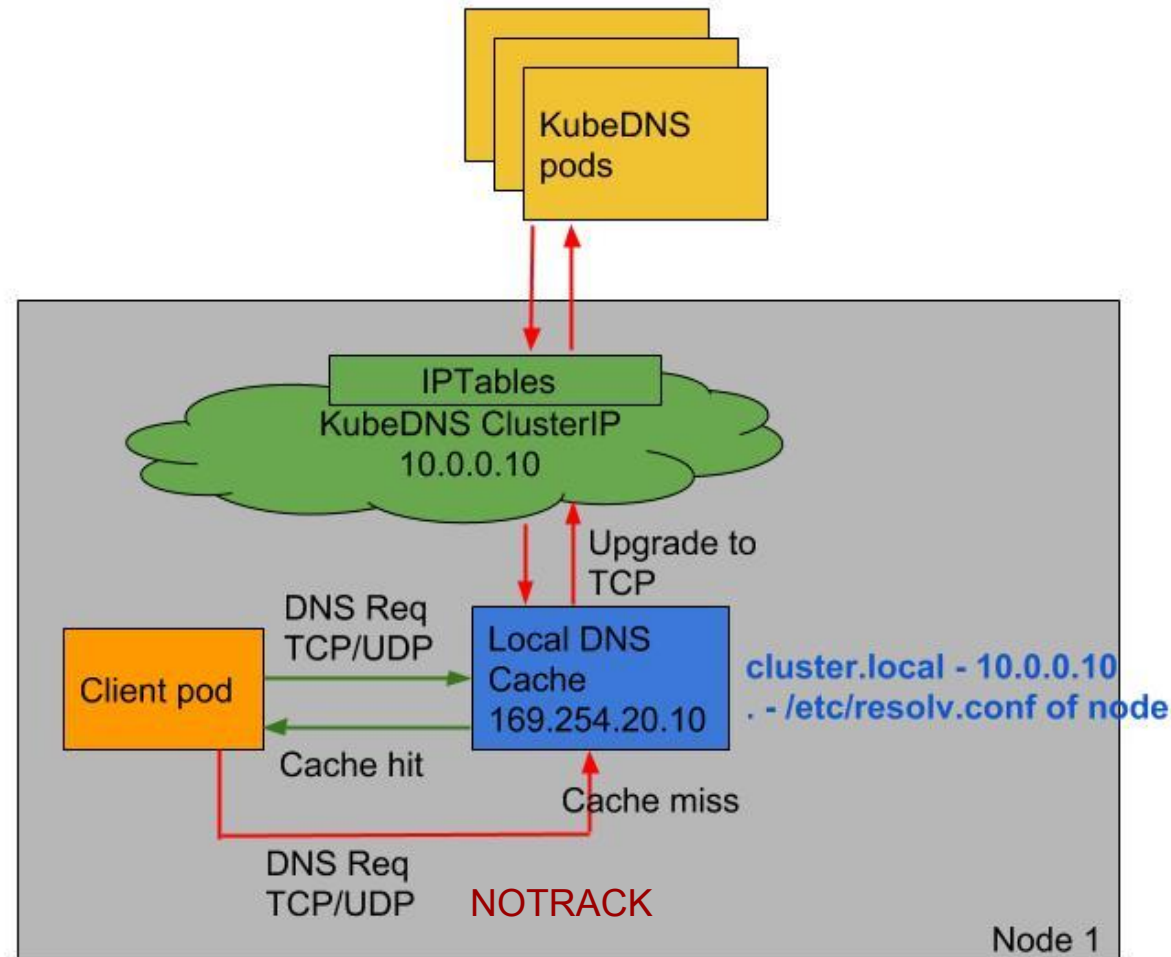 KubeDNS
pods
IPTables
KubeDNS ClusterIP
10.0.0.10
Upgrade to
TCP
DNS Req
TCP/UDP
Client pod
Local DNS
Cache
169.254.20.10
cluster.local - 10.0.0.10
. - /etc/resolv.conf of node
Cache hit
Cache miss
DNS Req
TCP/UDP
NOTRACK
Node 1